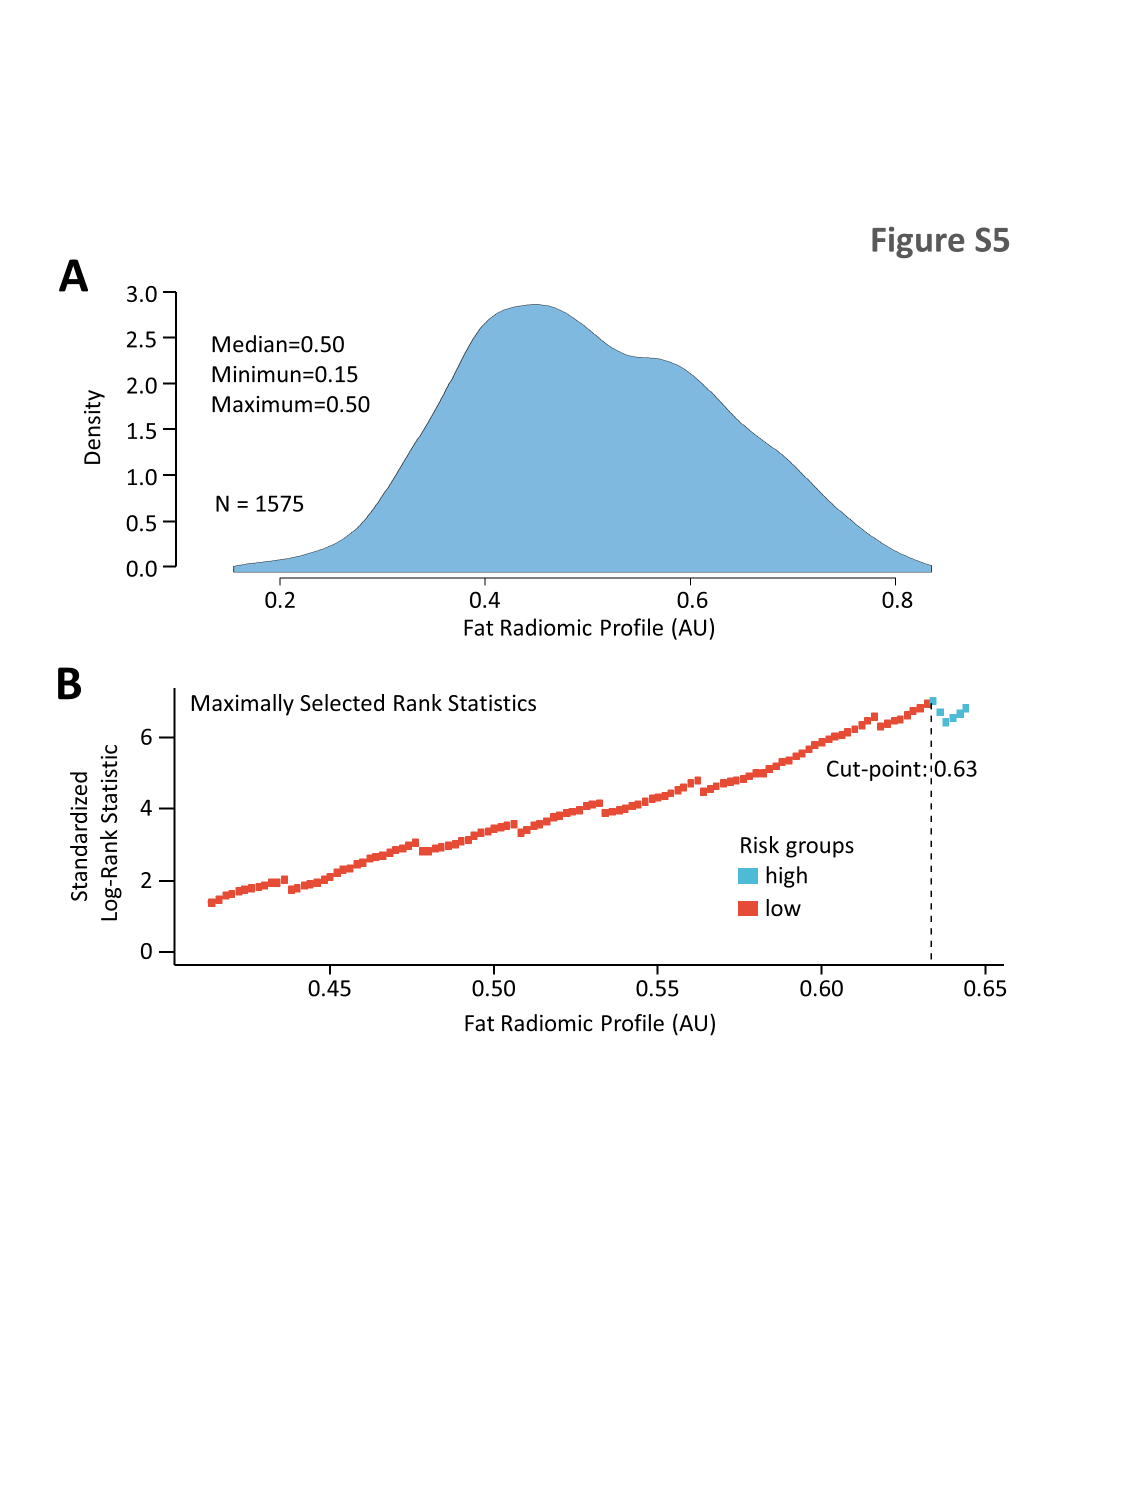 Figure S5
A
3.0
2.5
2.0
1.5
1.0
0.5
0.0
Density
Median=0.50
Minimun=0.15
Maximum=0.50
N = 1575
0.2 0.4 0.6 0.8
Fat Radiomic Profile (AU)
B
Maximally Selected Rank Statistics
6
4
2
0
Standardized
Log-Rank Statistic
Cut-point: 0.63
Risk groups
high
low
0.45 0.50 0.55 0.60 0.65
Fat Radiomic Profile (AU)